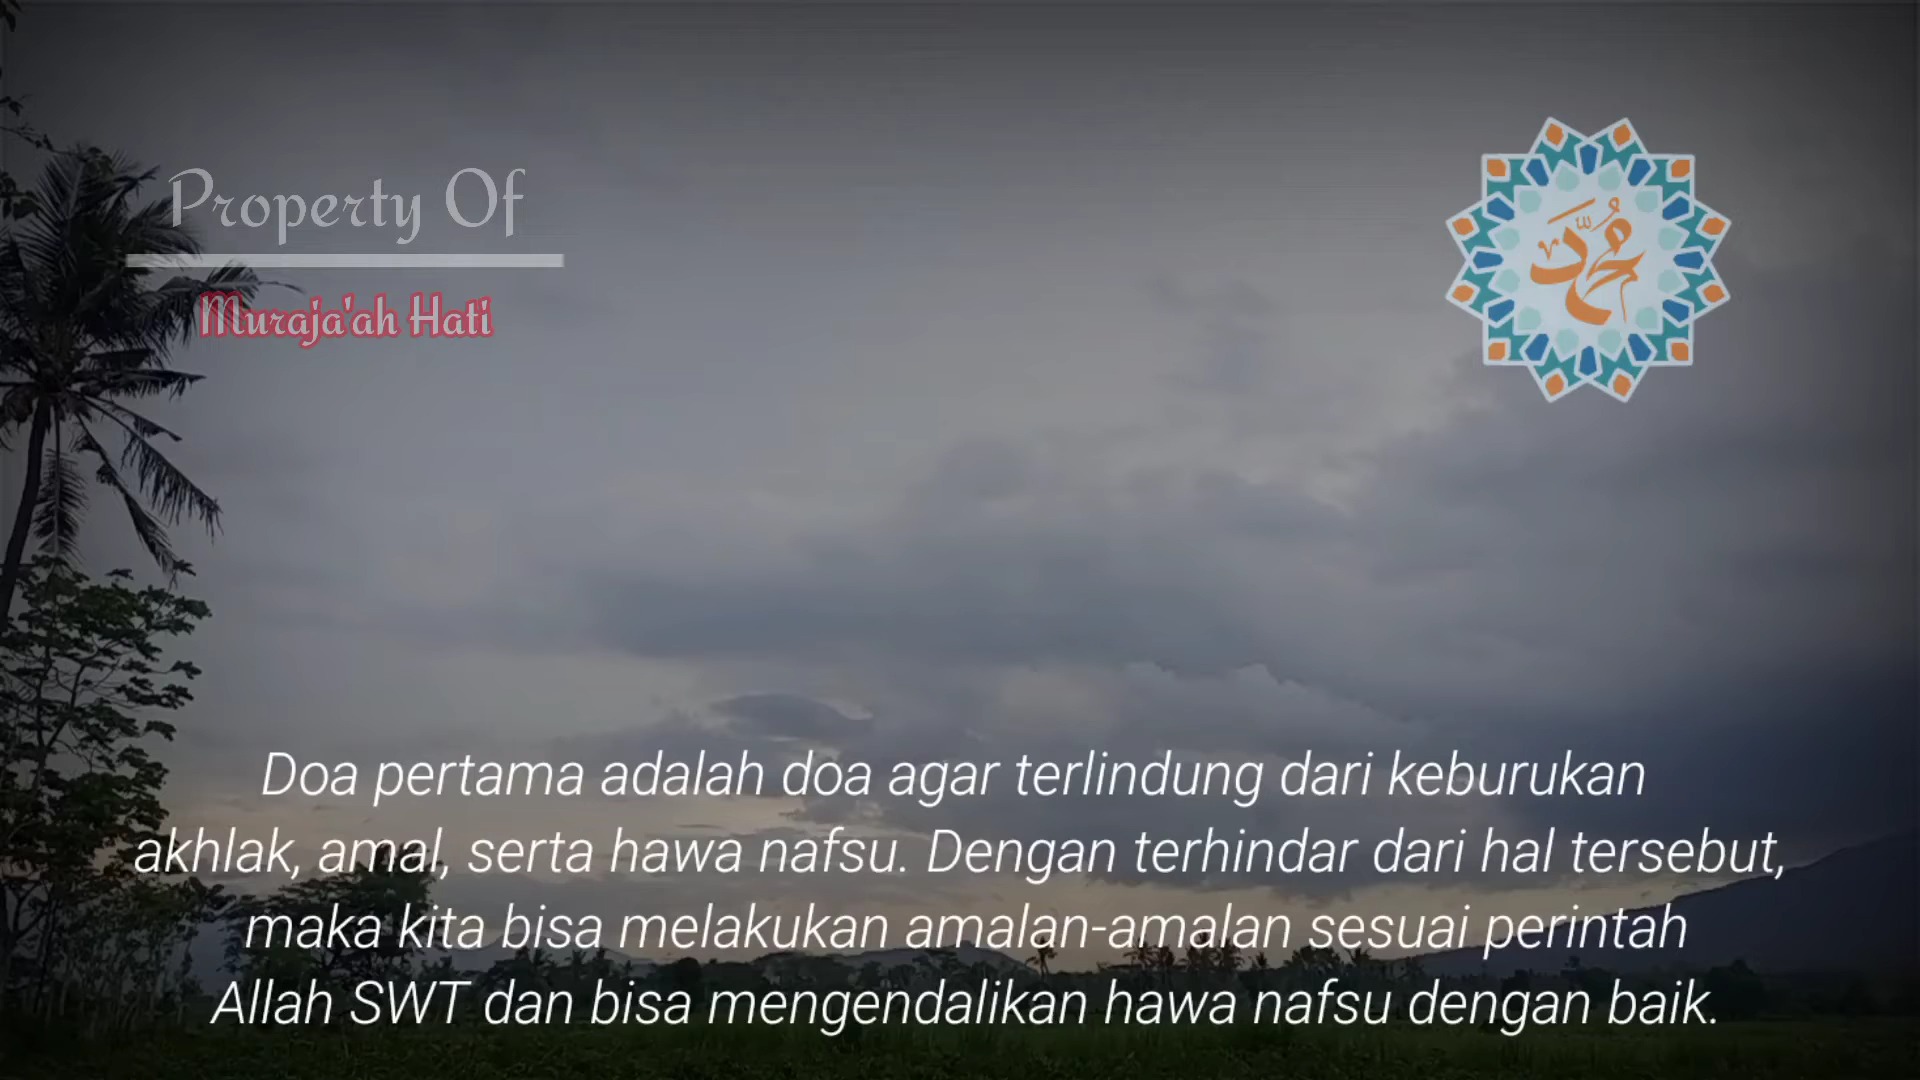 Property Of
Muraja'ah Hati
محمد
Doa pertama adalah doa agar terlindung dari keburukan
akhlak, amal, serta hawa nafsu. Dengan terhindar dari hal tersebut,
maka kita bisa melakukan amalan-amalan sesuai perintah
Allah SWT dan bisa mengendalikan hawa nafsu dengan baik.